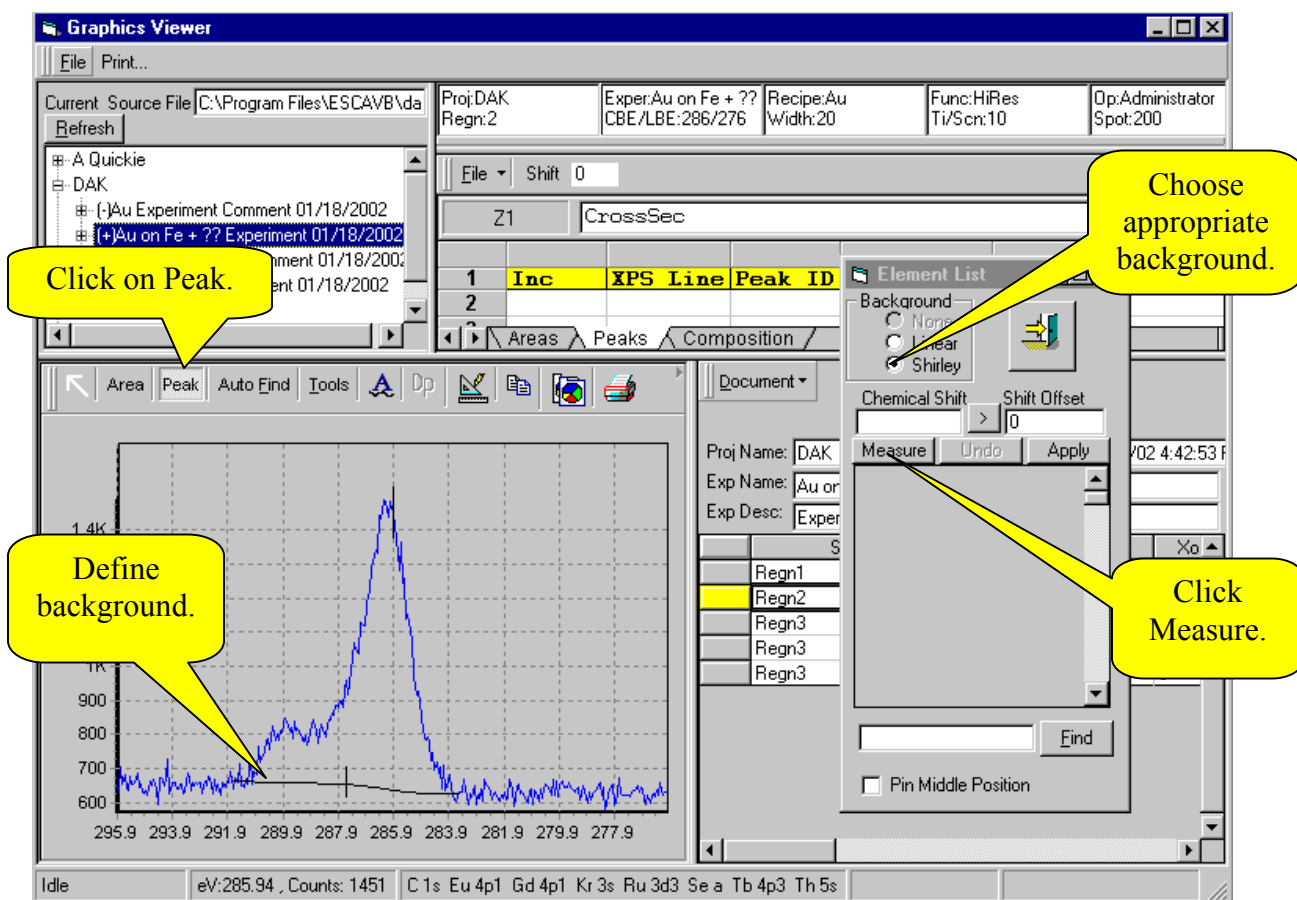 Graphics Viewer
File Print...
Current Source File C:\Program Files\ESCAVB\da
Refresh
A Quickie
DAK
(-)Au Experiment Comment 01/18/2002
(+)Au on Fe + ?? Experiment 01/18/2002
mment 01/18/2002
ent 01/18/2002
Click on Peak.
Proj:DAK
Regn:2
Exper:Au on Fe + ??
CBE/LBE:286/276
Recipe:Au
Width:20
Func:HiRes
Ti/Scn:10
Op:Administrator
Spot:200
File Shift 0
Z1 CrossSec
1 Inc XPS Line Peak ID
2
Areas Peaks Composition
Choose
appropriate
background.
Element List
Background
None
Linear
Shirley
Chemical Shift Shift Offset
> 0
Measure Undo Apply
Click
Measure.
Find
Pin Middle Position
Area Peak Auto Find Tools A Dp
Document
Proj Name: DAK /02 4:42:53 P
Exp Name: Au on
Exp Desc: Exper
S Xo
Regn1
Regn2
Regn3
Regn3
Regn3
Define
background.
1.4K
1K
900
800
700
600
295.9 293.9 291.9 289.9 287.9 285.9 283.9 281.9 279.9 277.9
Idle eV:285.94 , Counts: 1451 C 1s Eu 4p1 Gd 4p1 Kr 3s Ru 3d3 Se a Tb 4p3 Th 5s